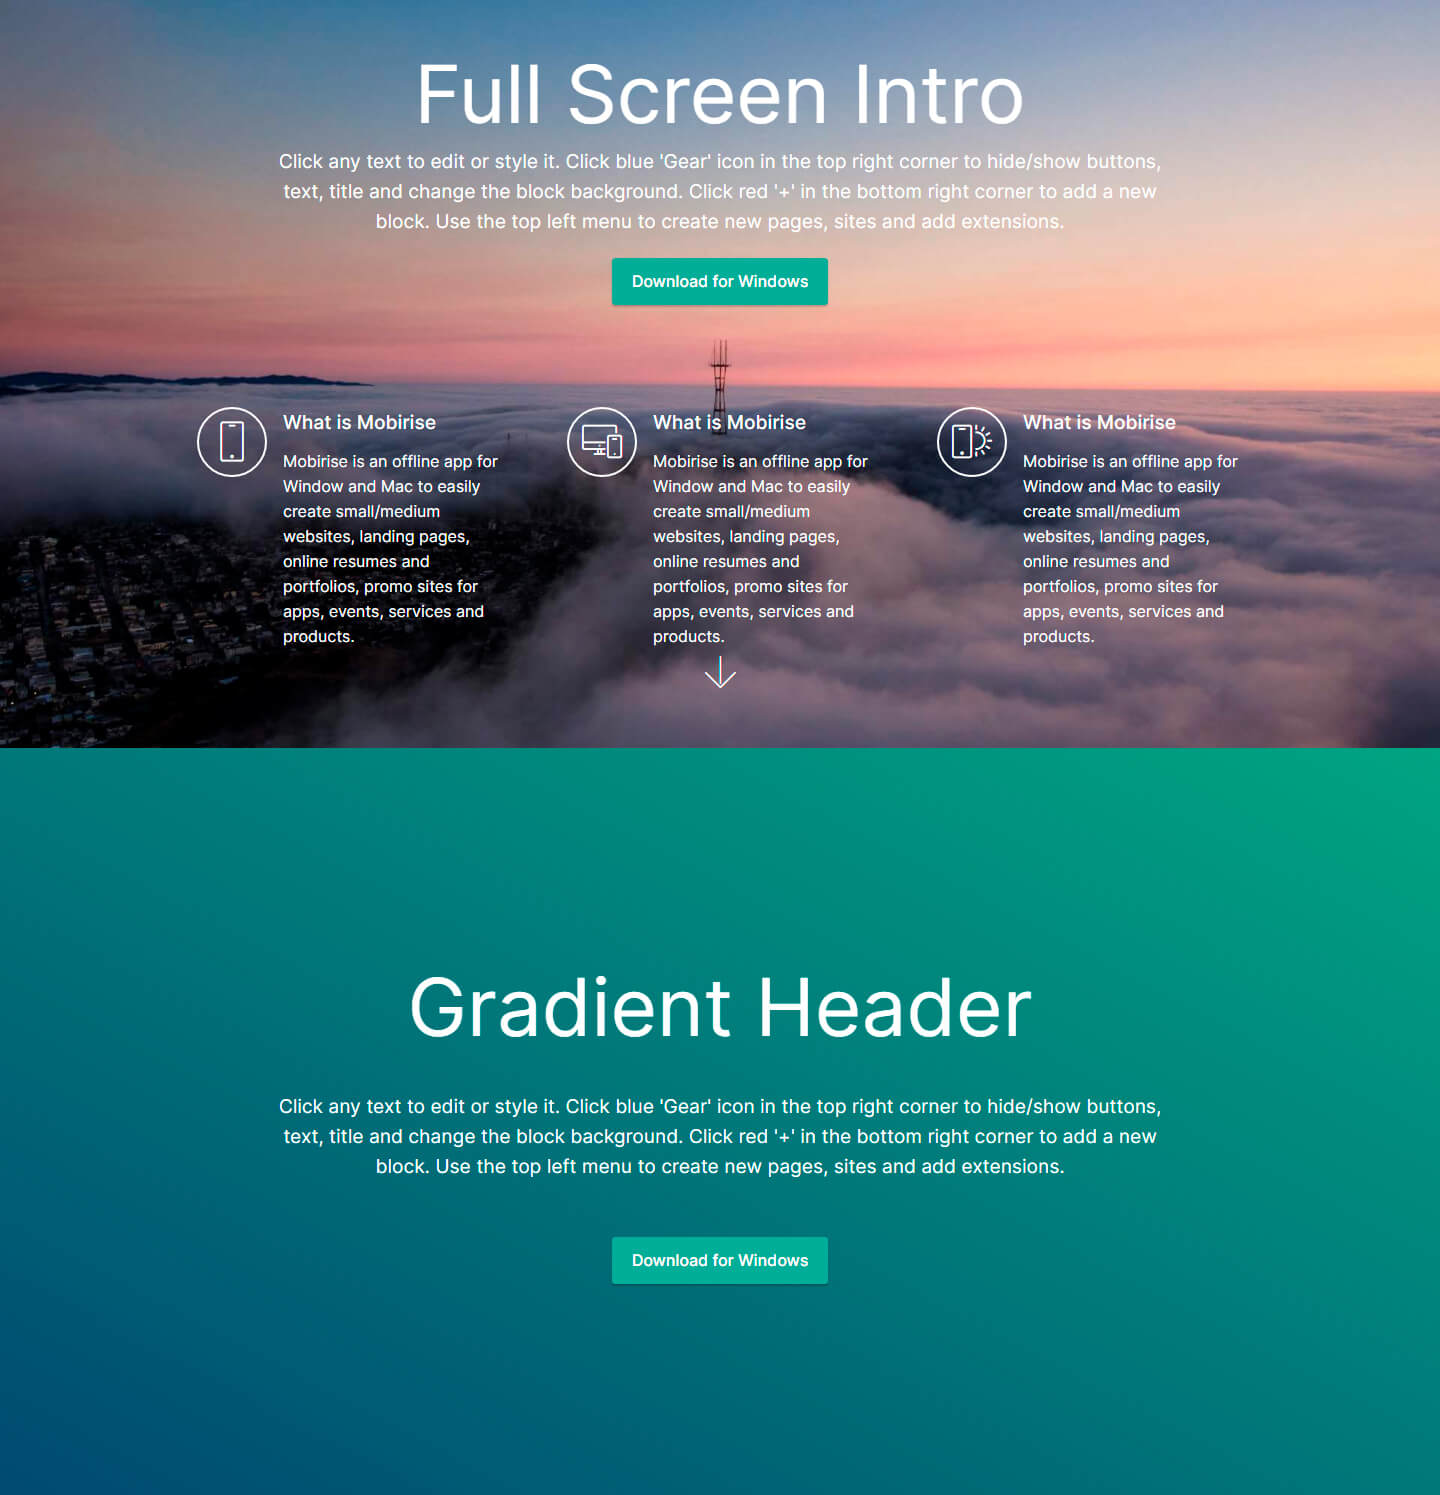 Full Screen Intro
Click any text to edit or style it. Click blue 'Gear' icon in the top right corner to hide/show buttons,
text, title and change the block background. Click red '+' in the bottom right corner to add a new
block. Use the top left menu to create new pages, sites and add extensions.
Download for Windows
What is Mobirise
Mobirise is an offline app for
Window and Mac to easily
create small/medium
websites, landing pages,
online resumes and
portfolios, promo sites for
apps, events, services and
products.
What is Mobirise
Mobirise is an offline app for
Window and Mac to easily
create small/medium
websites, landing pages,
online resumes and
portfolios, promo sites for
apps, events, services and
products.
What is Mobirise
Mobirise is an offline app for
Window and Mac to easily
create small/medium
websites, landing pages,
online resumes and
portfolios, promo sites for
apps, events, services and
products.
Gradient Header
Click any text to edit or style it. Click blue 'Gear' icon in the top right corner to hide/show buttons,
text, title and change the block background. Click red '+' in the bottom right corner to add a new
block. Use the top left menu to create new pages, sites and add extensions.
Download for Windows